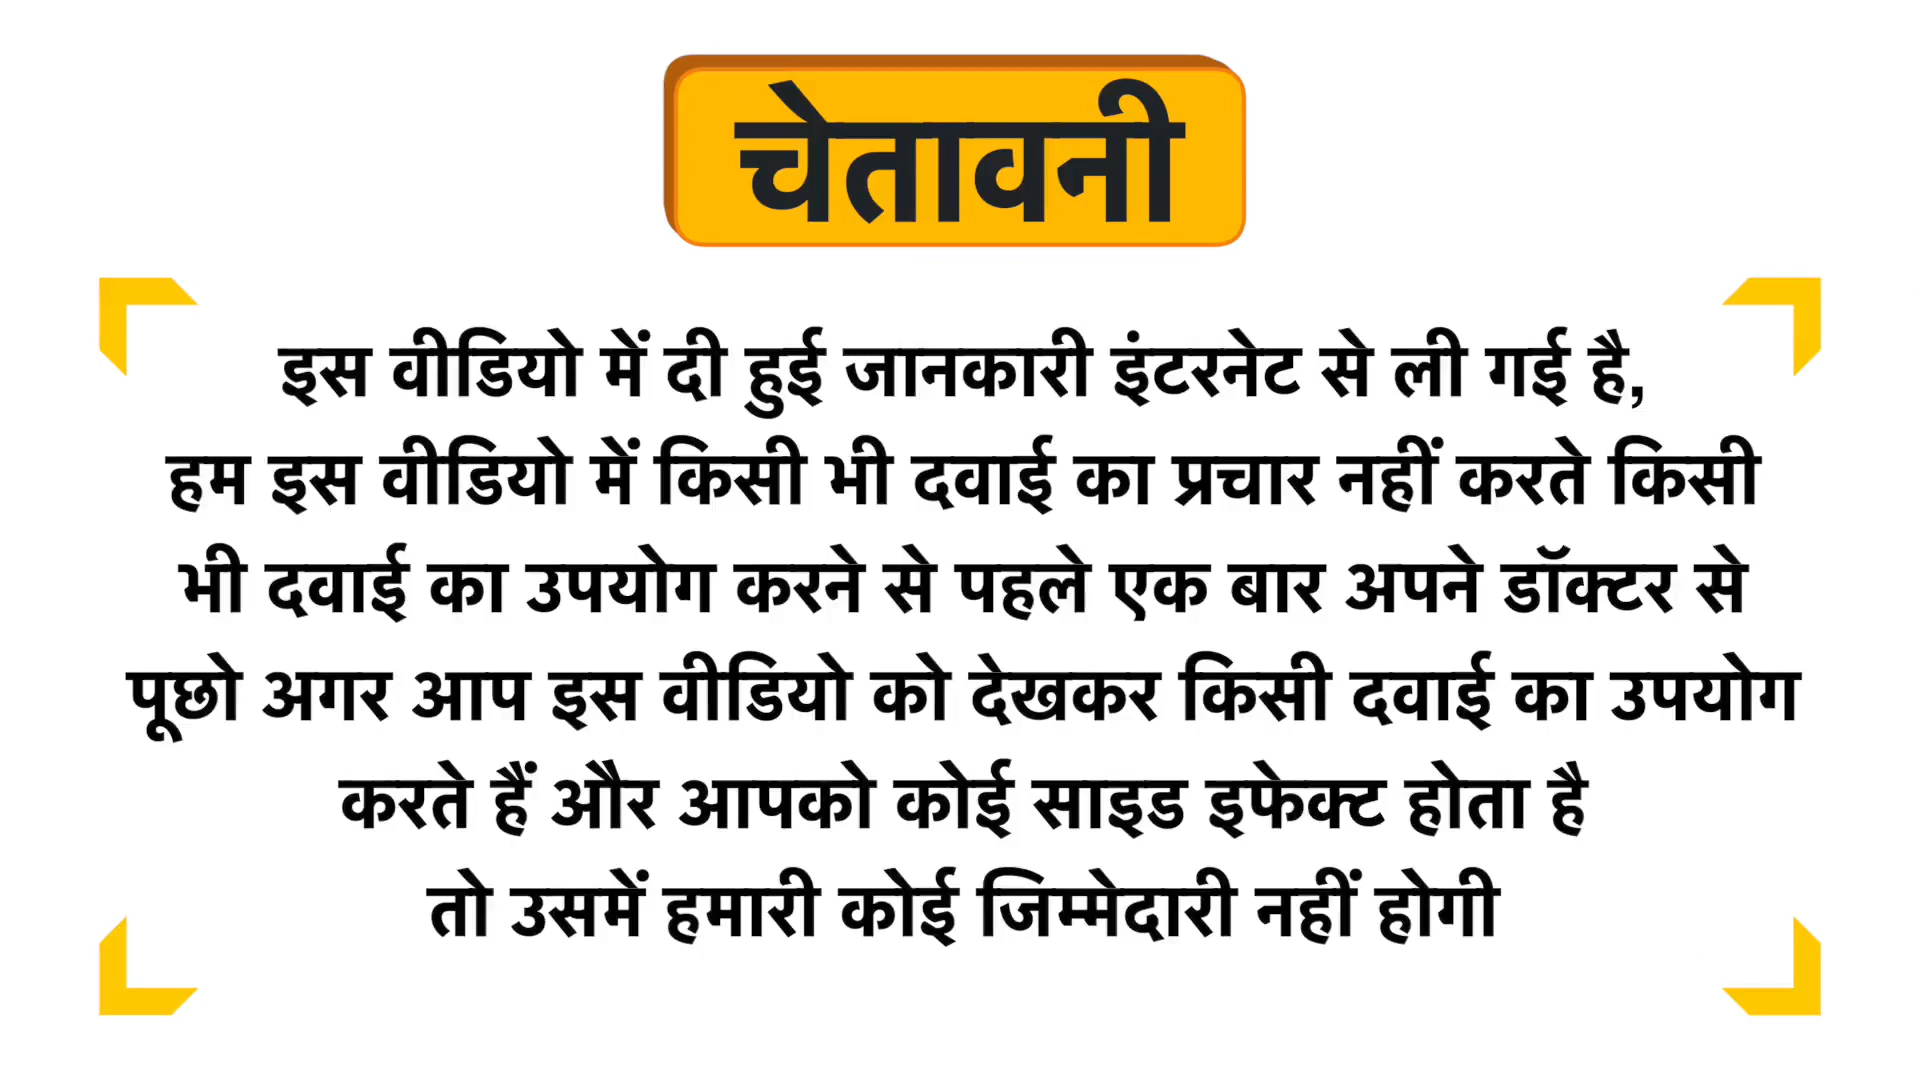 चेतावनी
इस वीडियो में दी हुई जानकारी इंटरनेट से ली गई है,
हम इस वीडियो में किसी भी दवाई का प्रचार नहीं करते किसी
भी दवाई का उपयोग करने से पहले एक बार अपने डॉक्टर से
पूछो अगर आप इस वीडियो को देखकर किसी दवाई का उपयोग
करते हैं और आपको कोई साइड इफेक्ट होता है
तो उसमें हमारी कोई जिम्मेदारी नहीं होगी